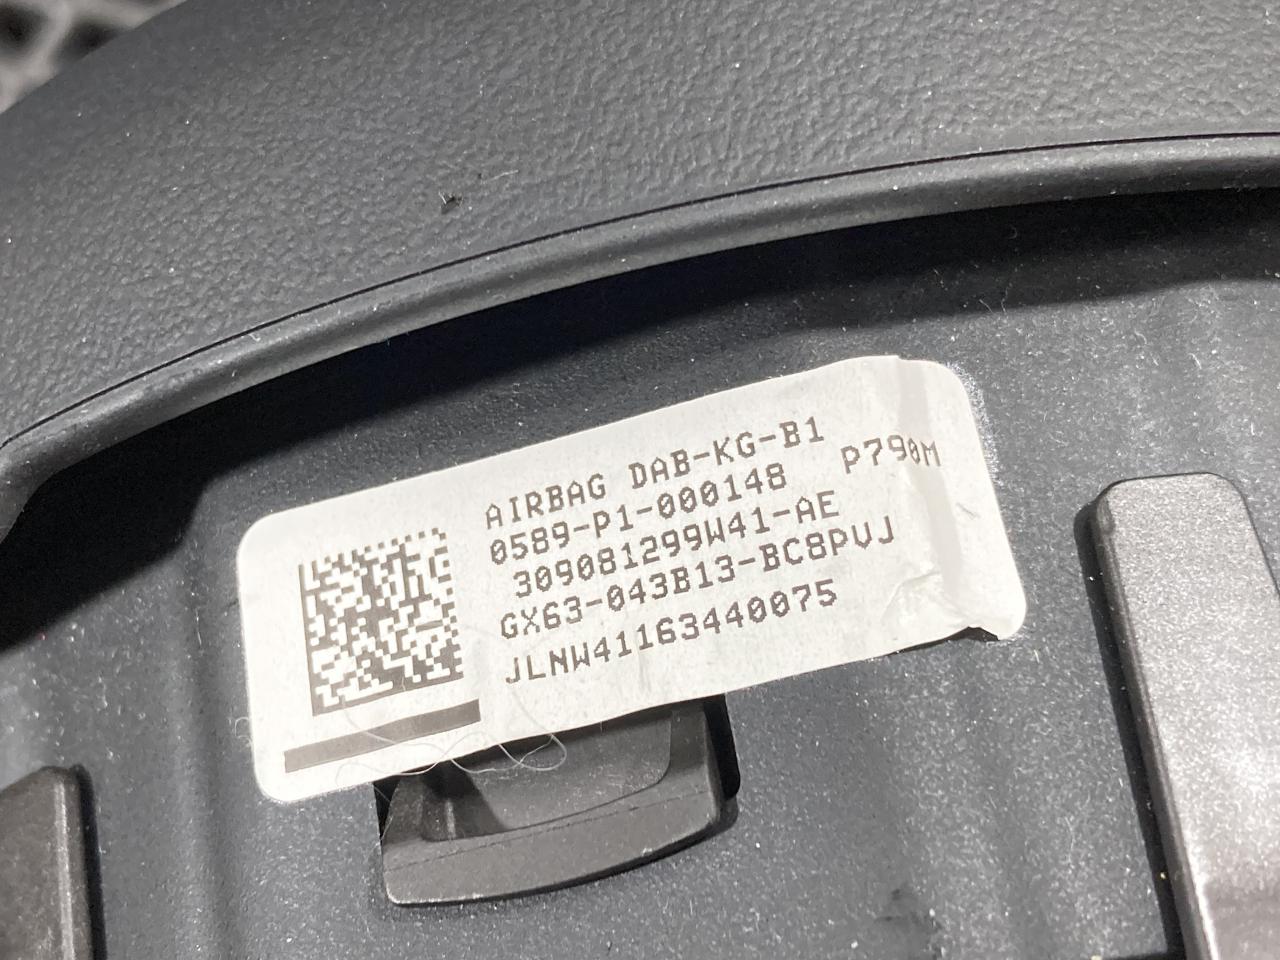 AIRBAG DAB-KG-B1
0589-P1-000148 P790M
309081299W41-AE
GX63-043B13-BC8PVJ
JLNW41163440075